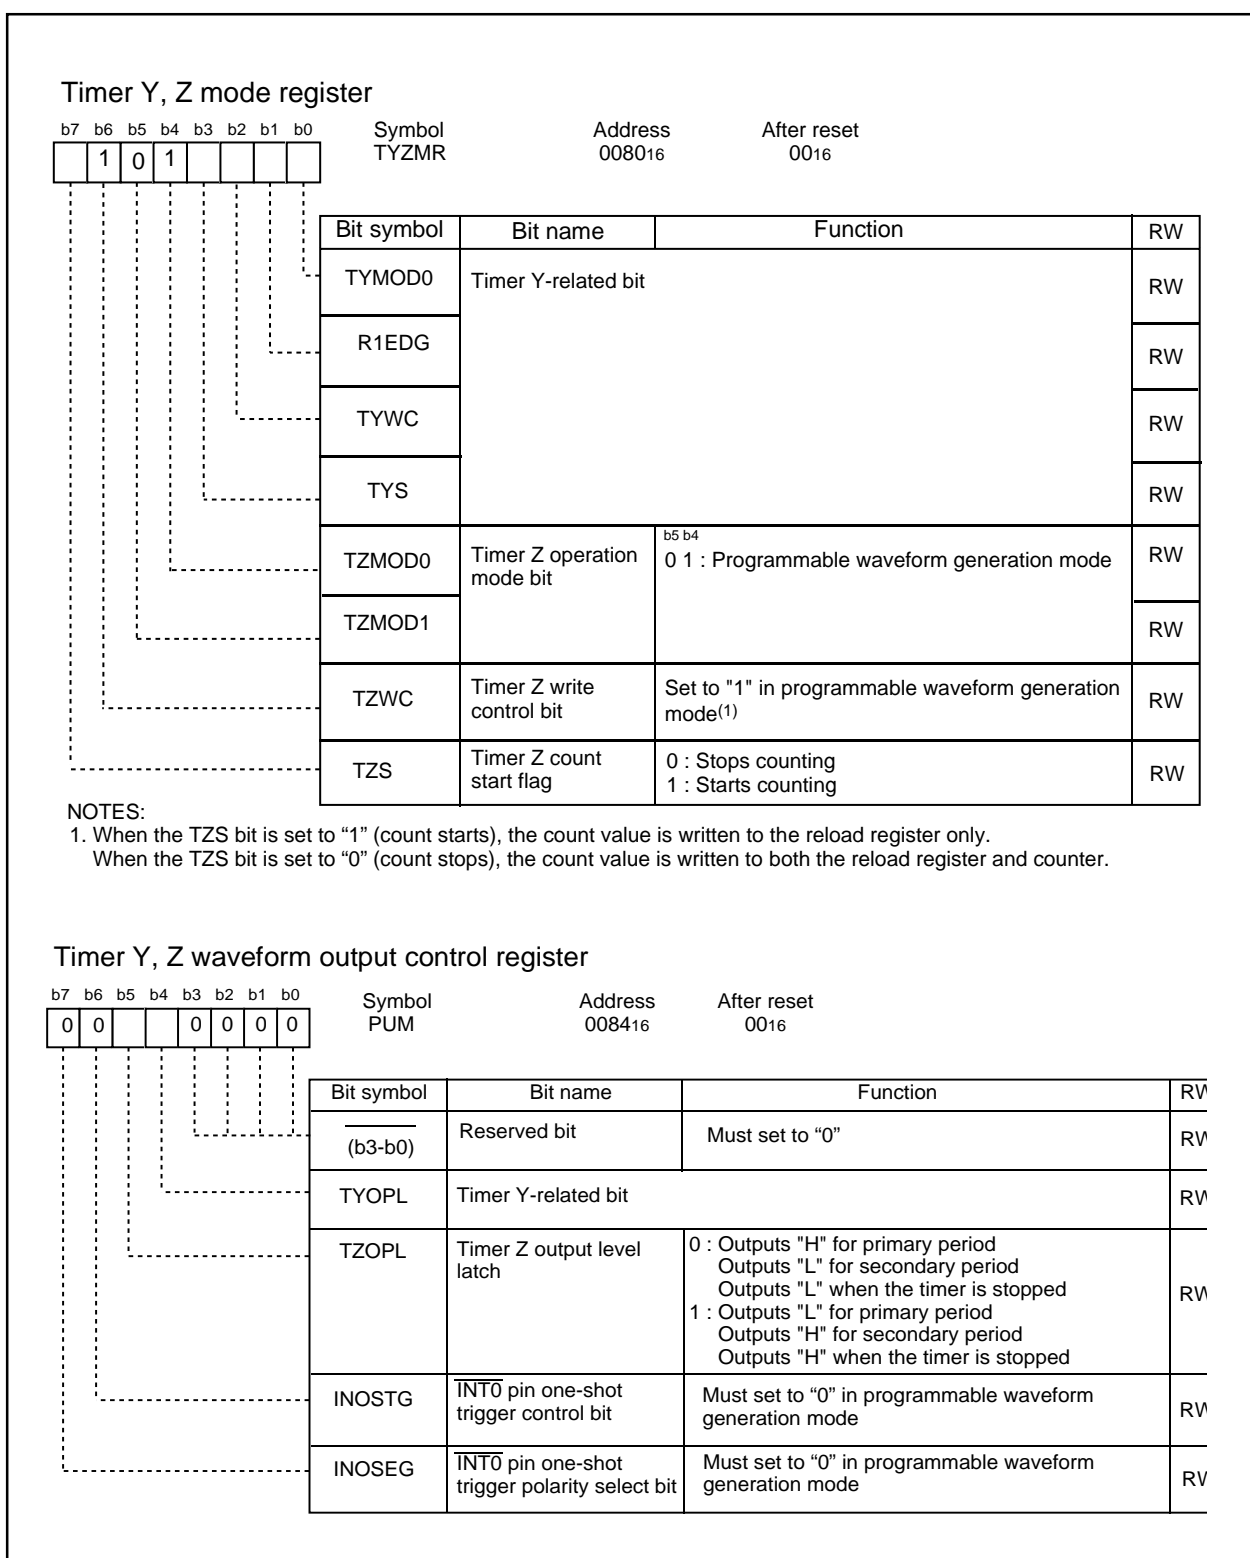 Timer Y, Z mode register
b7 b6 b5 b4 b3 b2 b1 b0
Symbol Address After reset
1 0 1 TYZMR 008016 0016
Bit symbol Bit name Function RW
TYMOD0 Timer Y-related bit RW
R1EDG RW
TYWC RW
TYS RW
b5 b4
TZMOD0 Timer Z operation mode bit 0 1 : Programmable waveform generation mode RW
TZMOD1 RW
TZWC Timer Z write control bit Set to "1" in programmable waveform generation mode(1) RW
TZS Timer Z count start flag 0 : Stops counting
1 : Starts counting RW
NOTES:
1. When the TZS bit is set to “1” (count starts), the count value is written to the reload register only.
When the TZS bit is set to “0” (count stops), the count value is written to both the reload register and counter.
Timer Y, Z waveform output control register
b7 b6 b5 b4 b3 b2 b1 b0
Symbol Address After reset
0 0 0 0 0 0 PUM 008416 0016
Bit symbol Bit name Function RW
(b3-b0) Reserved bit Must set to “0” RW
TYOPL Timer Y-related bit RW
TZOPL Timer Z output level latch 0 : Outputs "H" for primary period
Outputs "L" for secondary period
Outputs "L" when the timer is stopped
1 : Outputs "L" for primary period
Outputs "H" for secondary period
Outputs "H" when the timer is stopped RW
INOSTG INT0 pin one-shot trigger control bit Must set to “0” in programmable waveform generation mode RW
INOSEG INT0 pin one-shot trigger polarity select bit Must set to “0” in programmable waveform generation mode RW